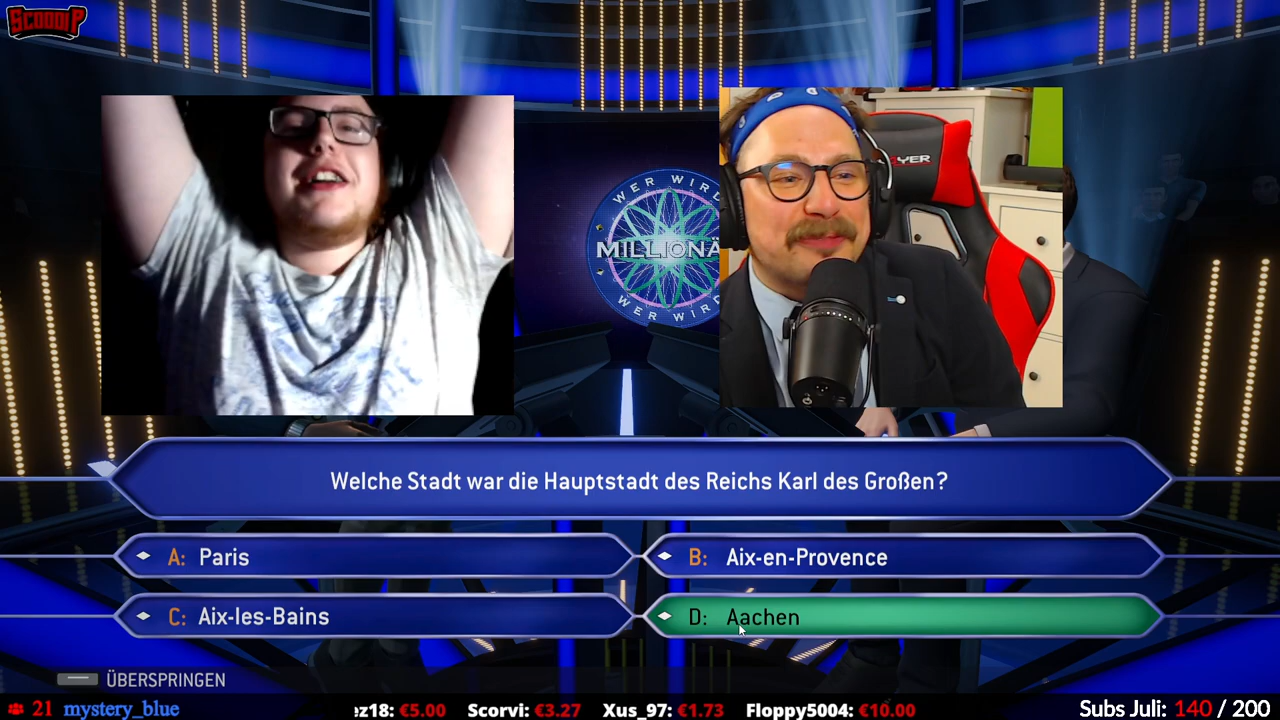 SCOODIP
WER WIRD
MILLIONÄ
WER WIRD
Welche Stadt war die Hauptstadt des Reichs Karl des Großen?
A: Paris
B: Aix-en-Provence
C: Aix-les-Bains
D: Aachen
ÜBERSPRINGEN
21 mystery_blue
ez18: €5.00 Scorvi: €3.27 Xus_97: €1.73 Floppy5004: €10.00
Subs Juli: 140 / 200